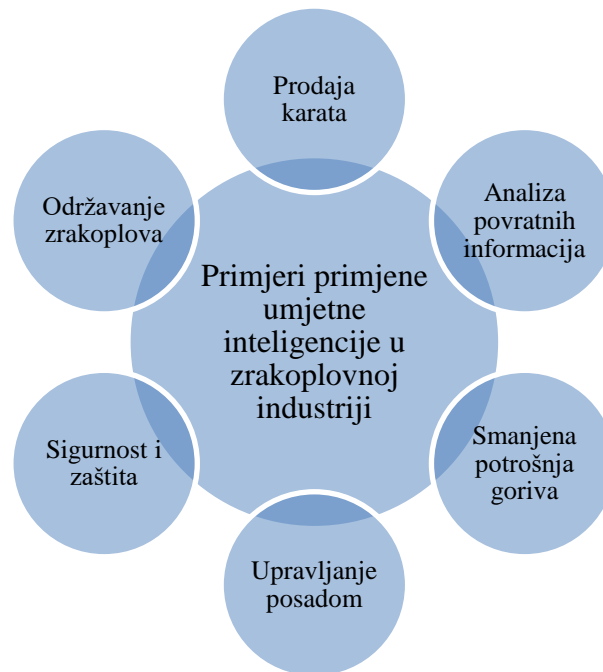 Prodaja
karata
Analiza
povratnih
informacija
Održavanje
zrakoplova
Primjeri primjene
umjetne
inteligencije u
zrakoplovnoj
industriji
Smanjena
potrošnja
goriva
Sigurnost i
zaštita
Upravljanje
posadom